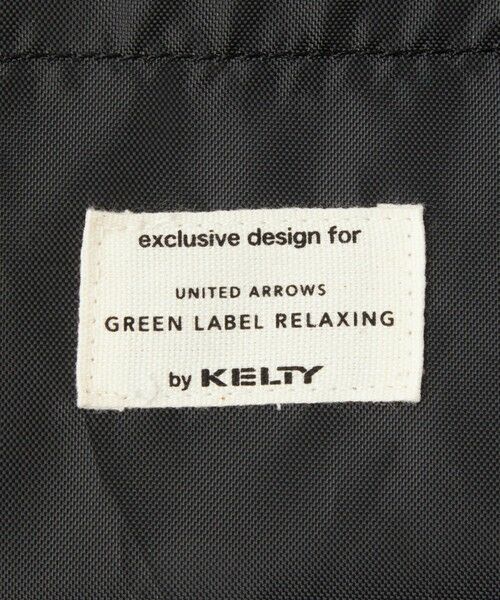 exclusive design for
UNITED ARROWS
GREEN LABEL RELAXING
by KELTY